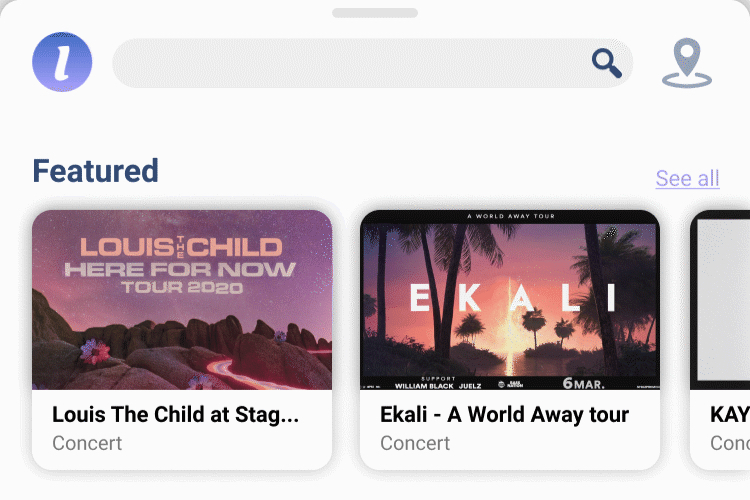 l
Featured
See all
LOUIS THE CHILD
HERE FOR NOW
TOUR 2020
A WORLD AWAY TOUR
EKALI
SUPPORT
WILLIAM BLACK JUELZ
6 MAR.
Louis The Child at Stag...
Ekali - A World Away tour
KAY
Concert
Concert
Conc